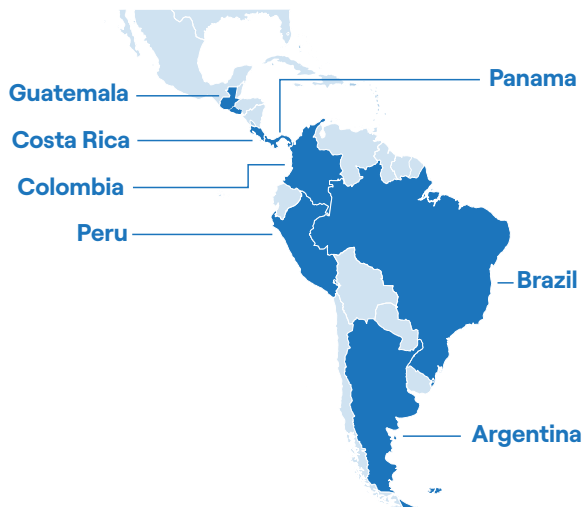 Panama
Guatemala
Costa Rica
Colombia
Peru
Brazil
Argentina